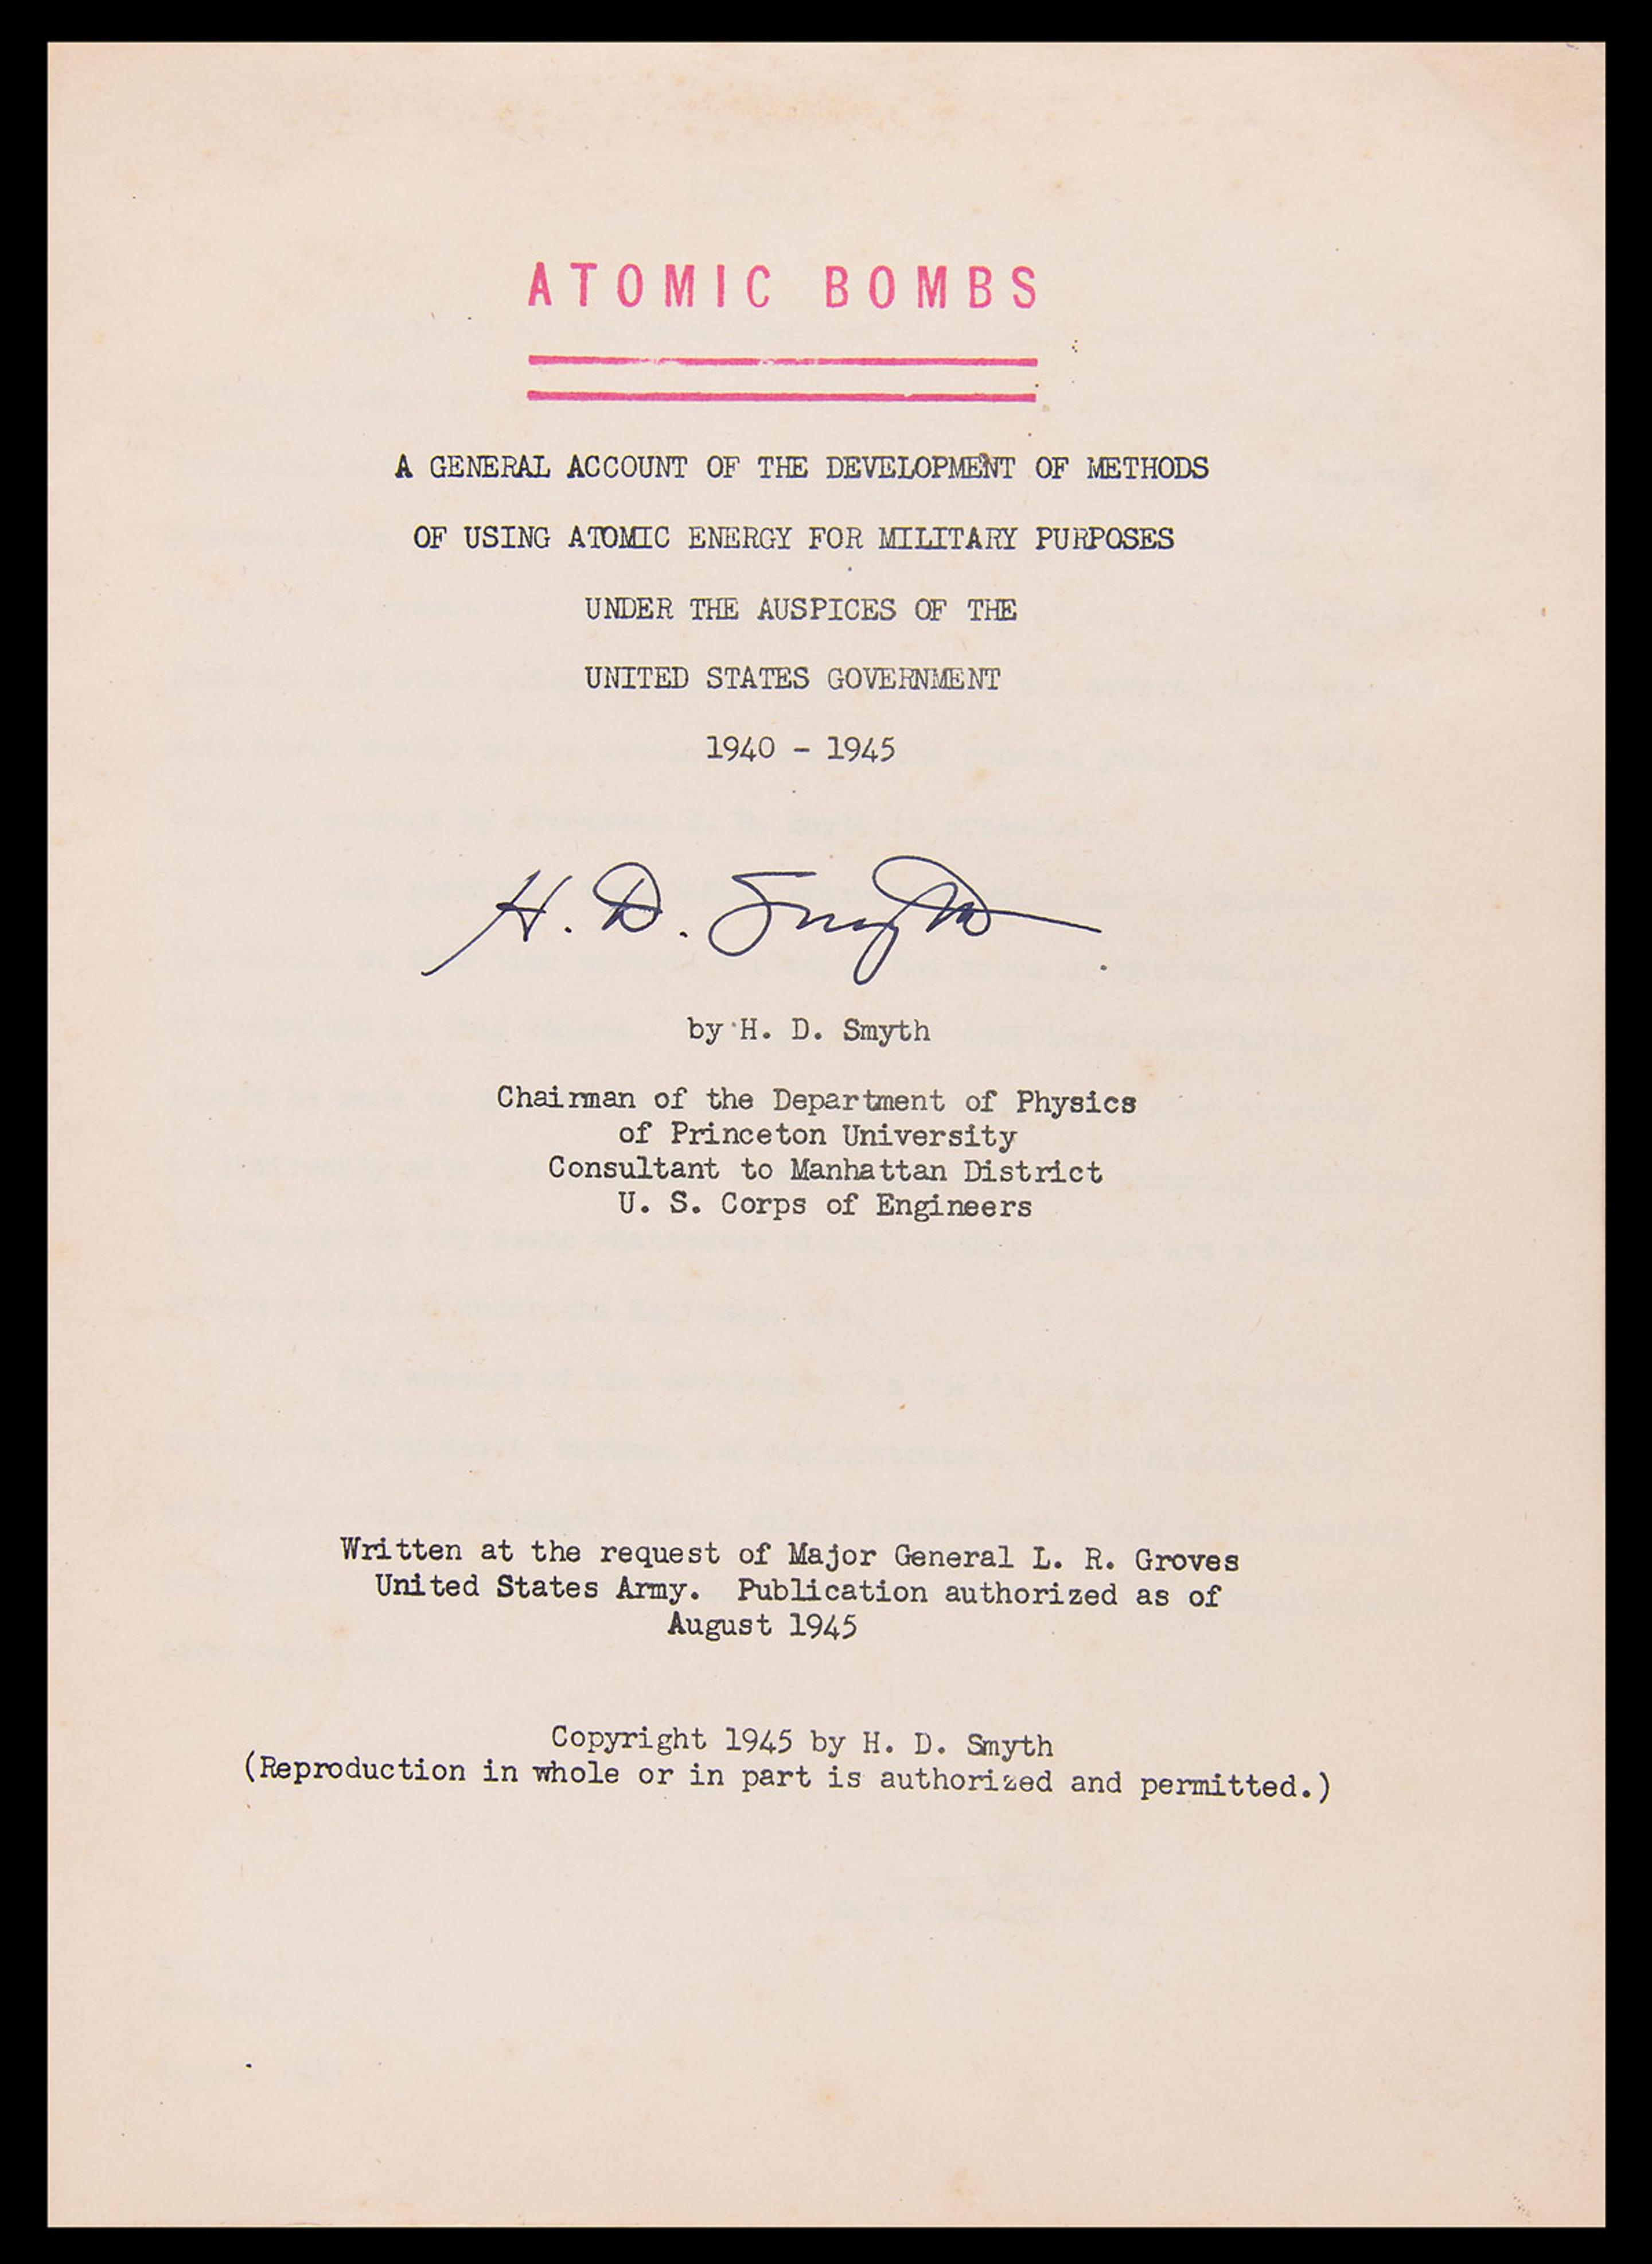 ATOMIC BOMBS
A GENERAL ACCOUNT OF THE DEVELOPMENT OF METHODS
OF USING ATOMIC ENERGY FOR MILITARY PURPOSES
UNDER THE AUSPICES OF THE
UNITED STATES GOVERNMENT
1940 - 1945
H. D. Smyth
by H. D. Smyth
Chairman of the Department of Physics
of Princeton University
Consultant to Manhattan District
U. S. Corps of Engineers
Written at the request of Major General L. R. Groves
United States Army. Publication authorized as of
August 1945
Copyright 1945 by H. D. Smyth
(Reproduction in whole or in part is authorized and permitted.)